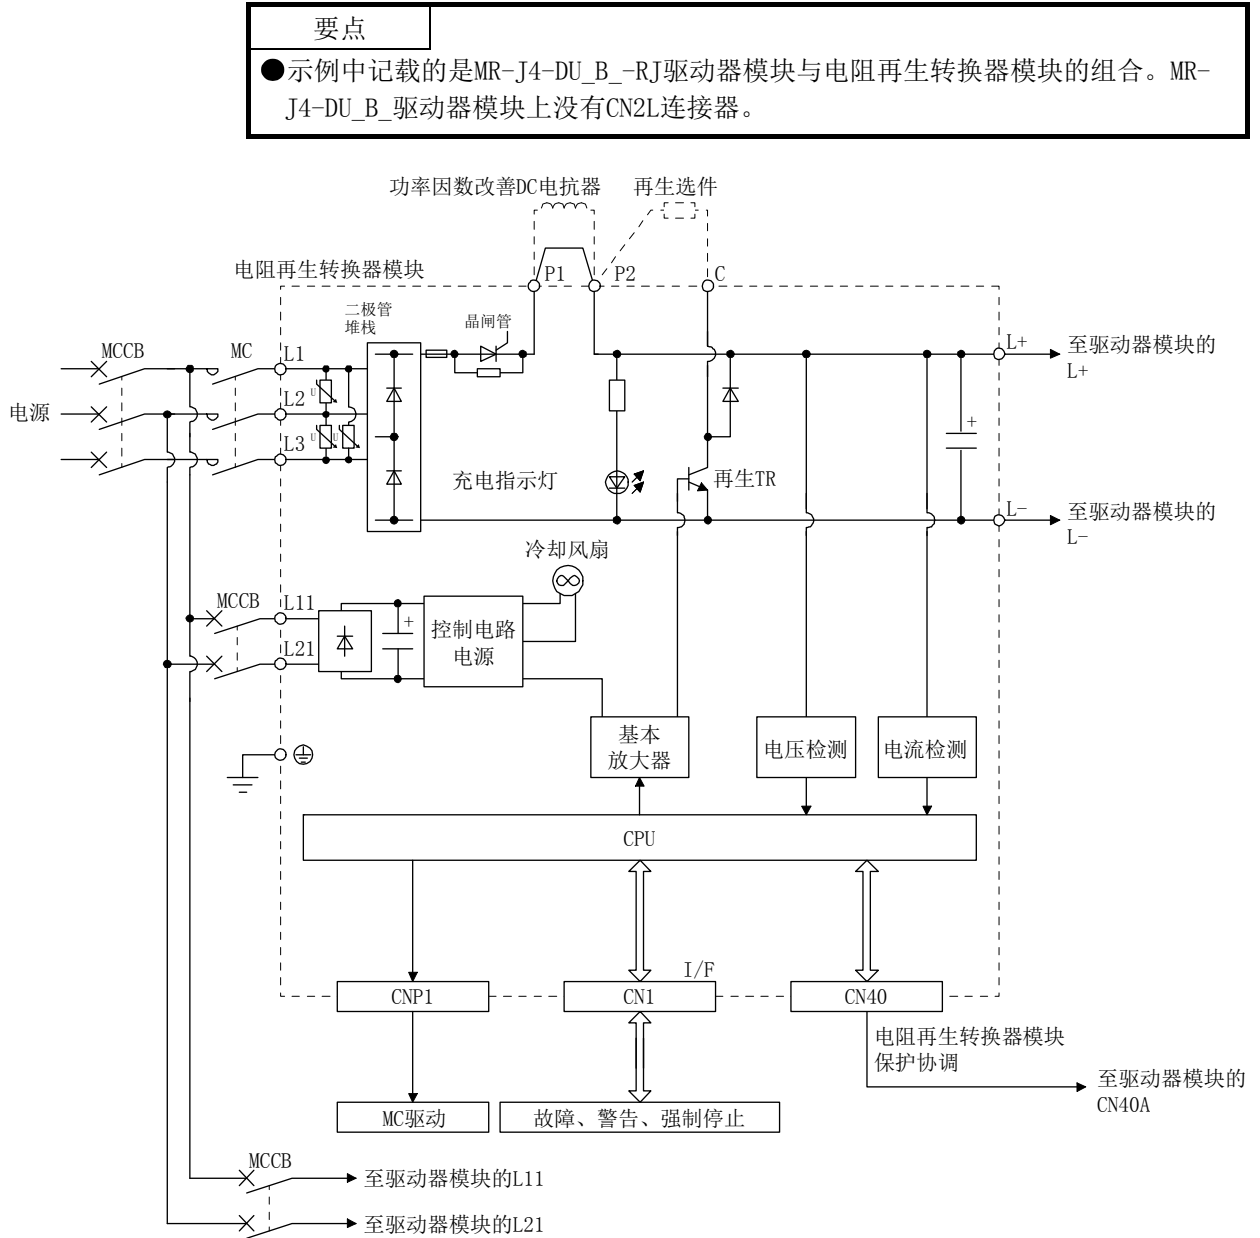 要点
●示例中记载的是MR-J4-DU_B_-RJ驱动器模块与电阻再生转换器模块的组合。MR-
J4-DU_B_驱动器模块上没有CN2L连接器。
功率因数改善DC电抗器
再生选件
电阻再生转换器模块
P1
P2
C
二极管
堆栈
晶闸管
MCCB
MC
L1
L+
至驱动器模块的
L+
U
L2
电源
+
U
U
L3
充电指示灯
再生TR
L-
至驱动器模块的
L-
冷却风扇
MCCB
L11
+
控制电路
电源
L21
基本
放大器
电压检测
电流检测
CPU
I/F
CNP1
CN1
CN40
电阻再生转换器模块
保护协调
至驱动器模块的
CN40A
MC驱动
故障、警告、强制停止
MCCB
至驱动器模块的L11
至驱动器模块的L21